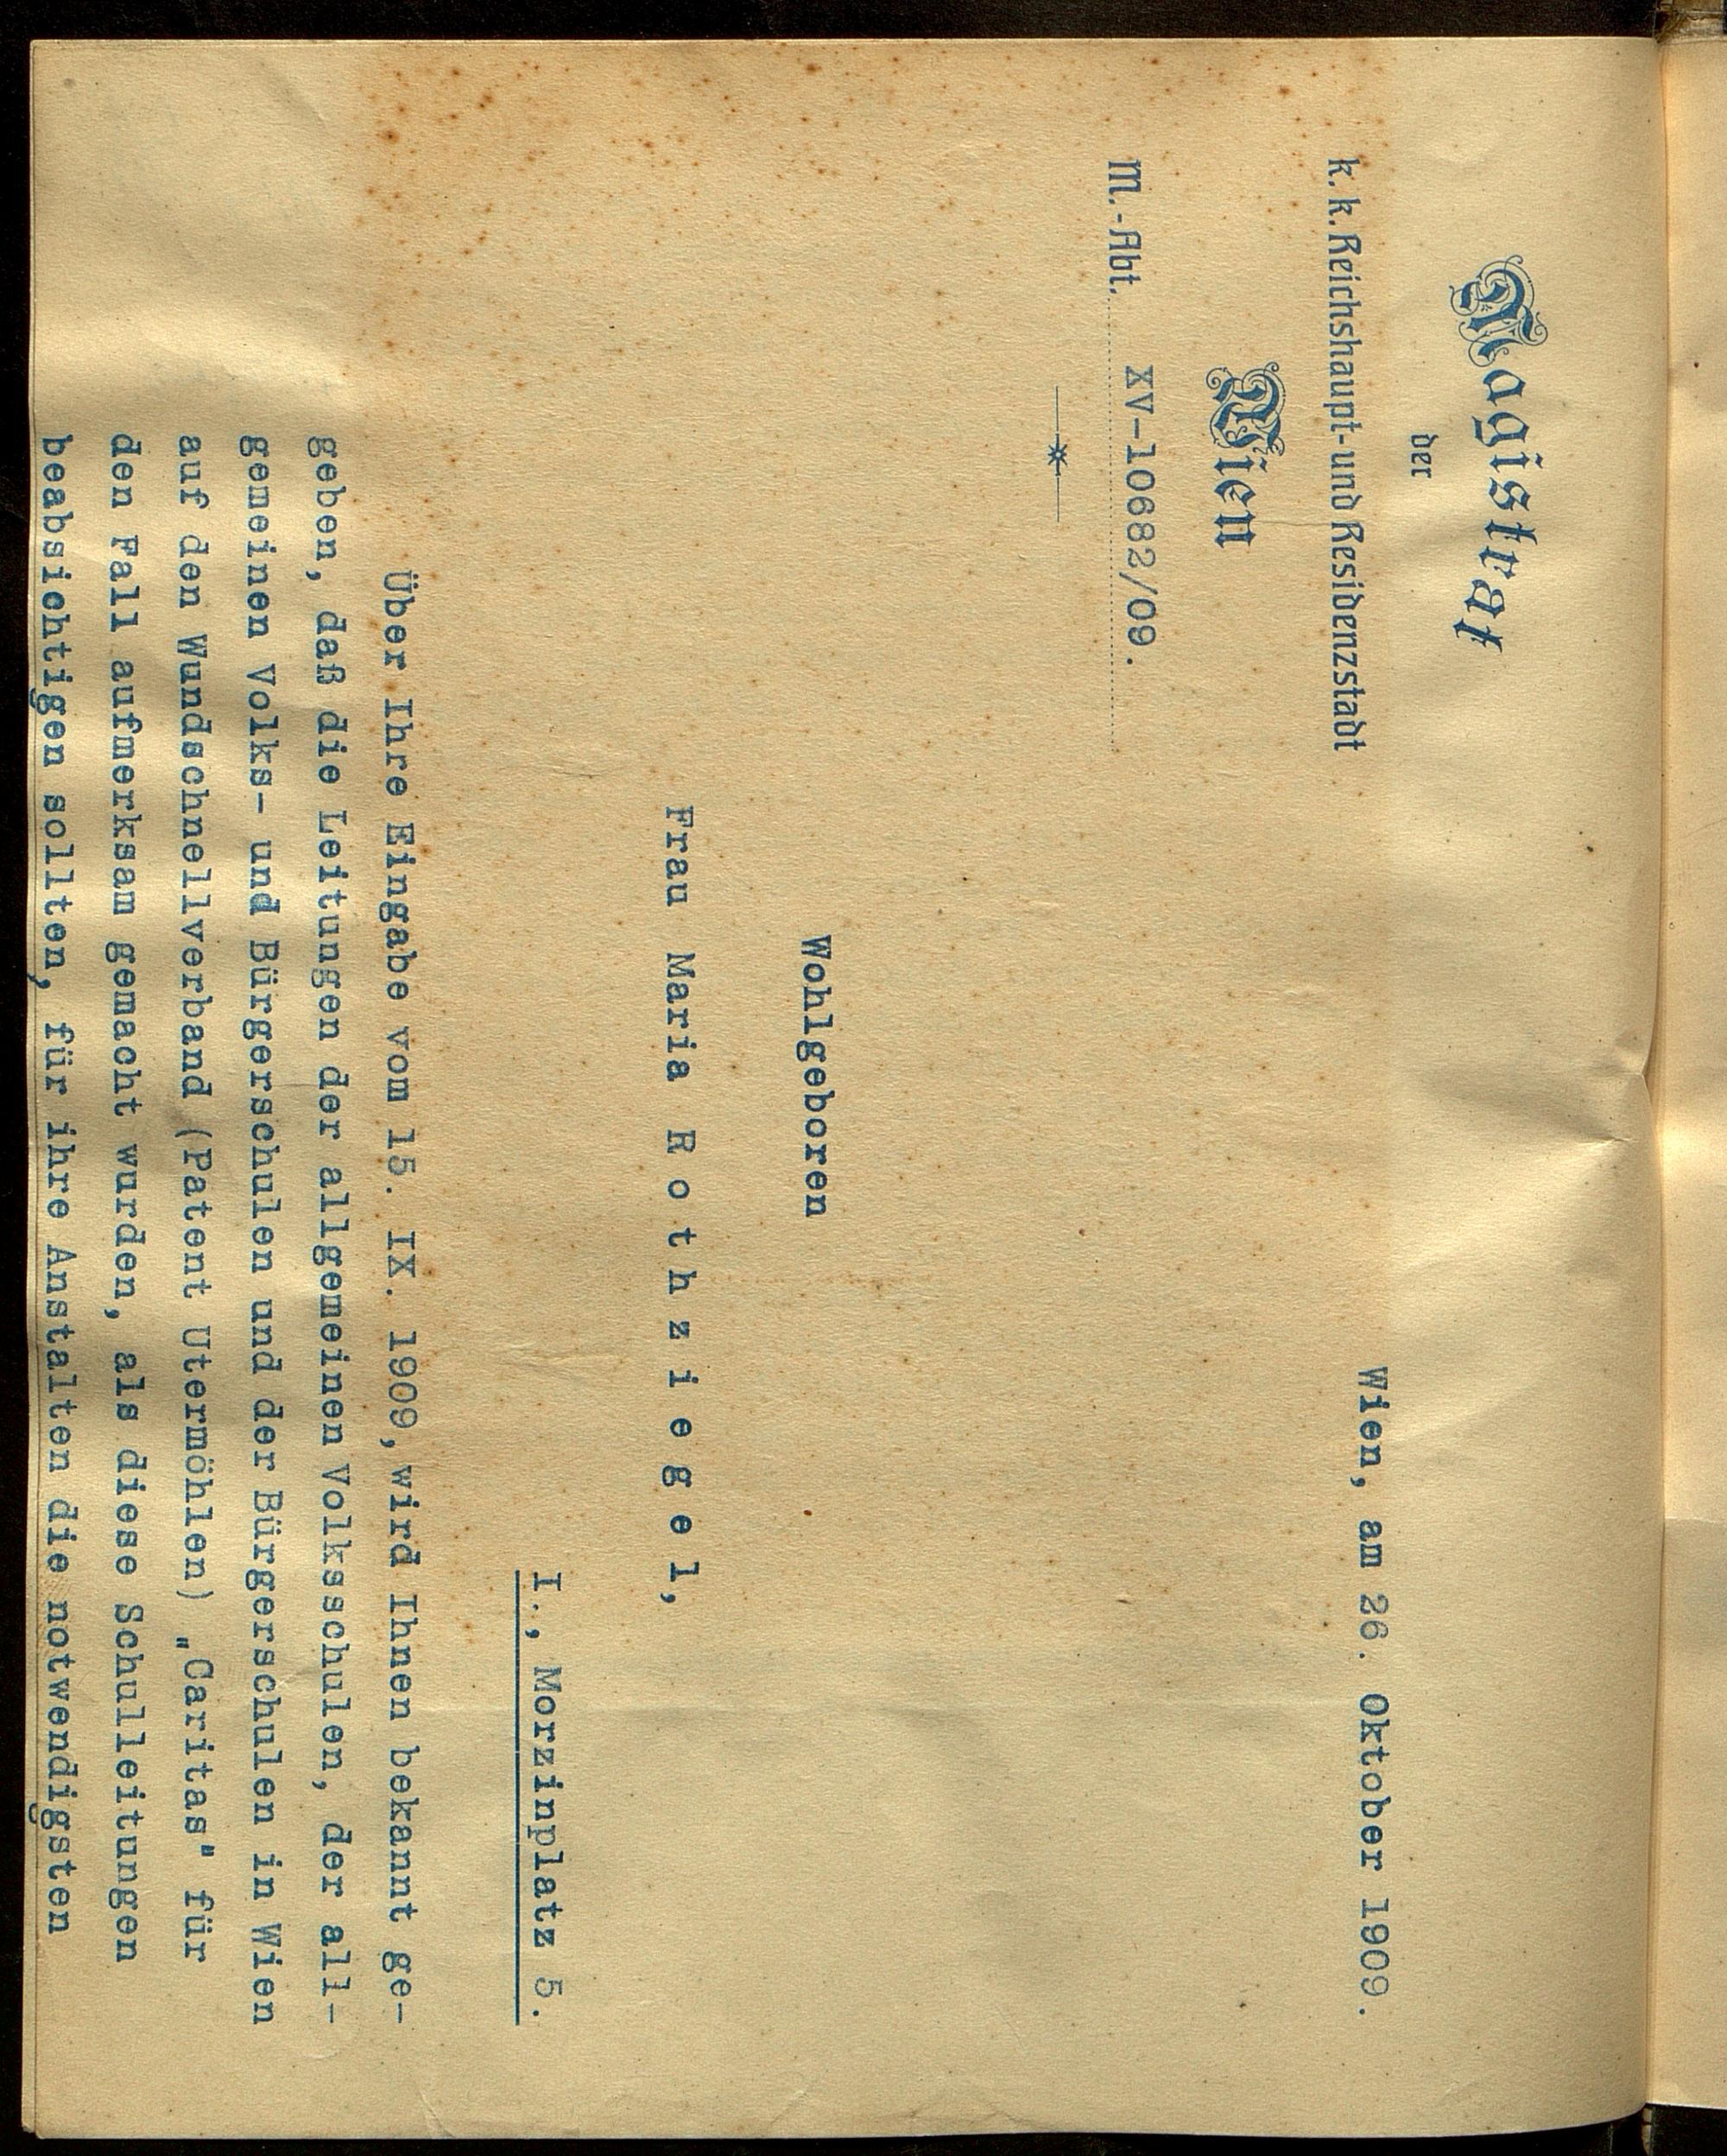 Magistrat
der
k. k. Reichshaupt- und Residenzstadt
Wien
M.-Abt. XV-10682/09.
Wien, am 26. Oktober 1909.
Wohlgeboren
Frau Maria R o t h z i e g e l,
I., Morzinplatz 5.
Über Ihre Eingabe vom 15. IX. 1909, wird Ihnen bekannt ge-
geben, daß die Leitungen der allgemeinen Volksschulen, der all-
gemeinen Volks- und Bürgerschulen und der Bürgerschulen in Wien
auf den Wundschnellverband (Patent Utermöhlen) „Caritas" für
den Fall aufmerksam gemacht wurden, als diese Schulleitungen
beabsichtigen sollten, für ihre Anstalten die notwendigsten